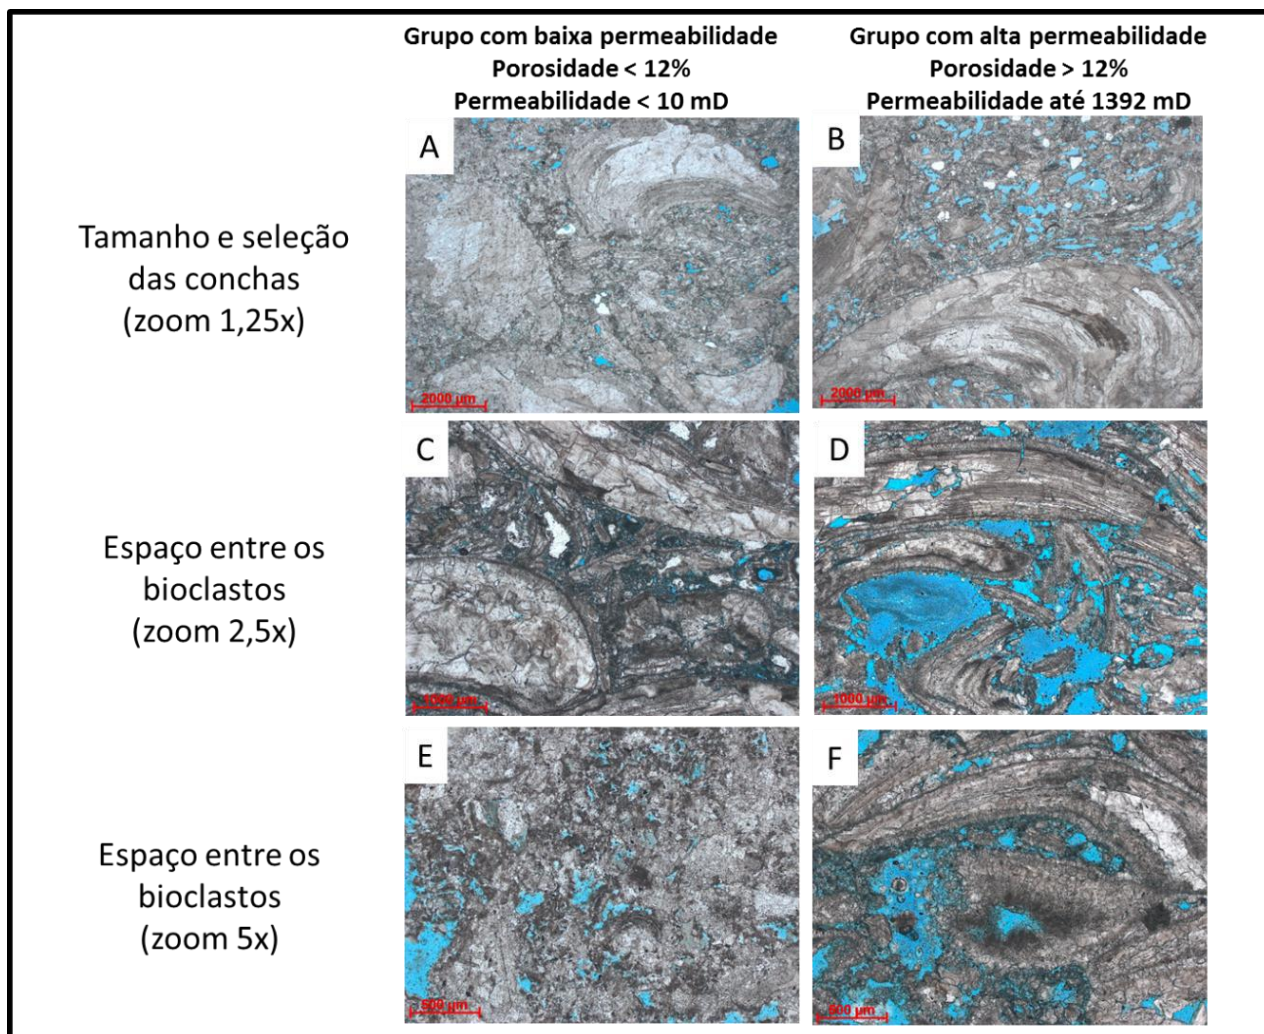 Grupo com baixa permeabilidade
Porosidade < 12%
Permeabilidade < 10 mD
Grupo com alta permeabilidade
Porosidade > 12%
Permeabilidade até 1392 mD
Tamanho e seleção
das conchas
(zoom 1,25x)
A
2000 µm
B
2000 µm
Espaço entre os
bioclastos
(zoom 2,5x)
C
1000 µm
D
1000 µm
Espaço entre os
bioclastos
(zoom 5x)
E
500 µm
F
500 µm